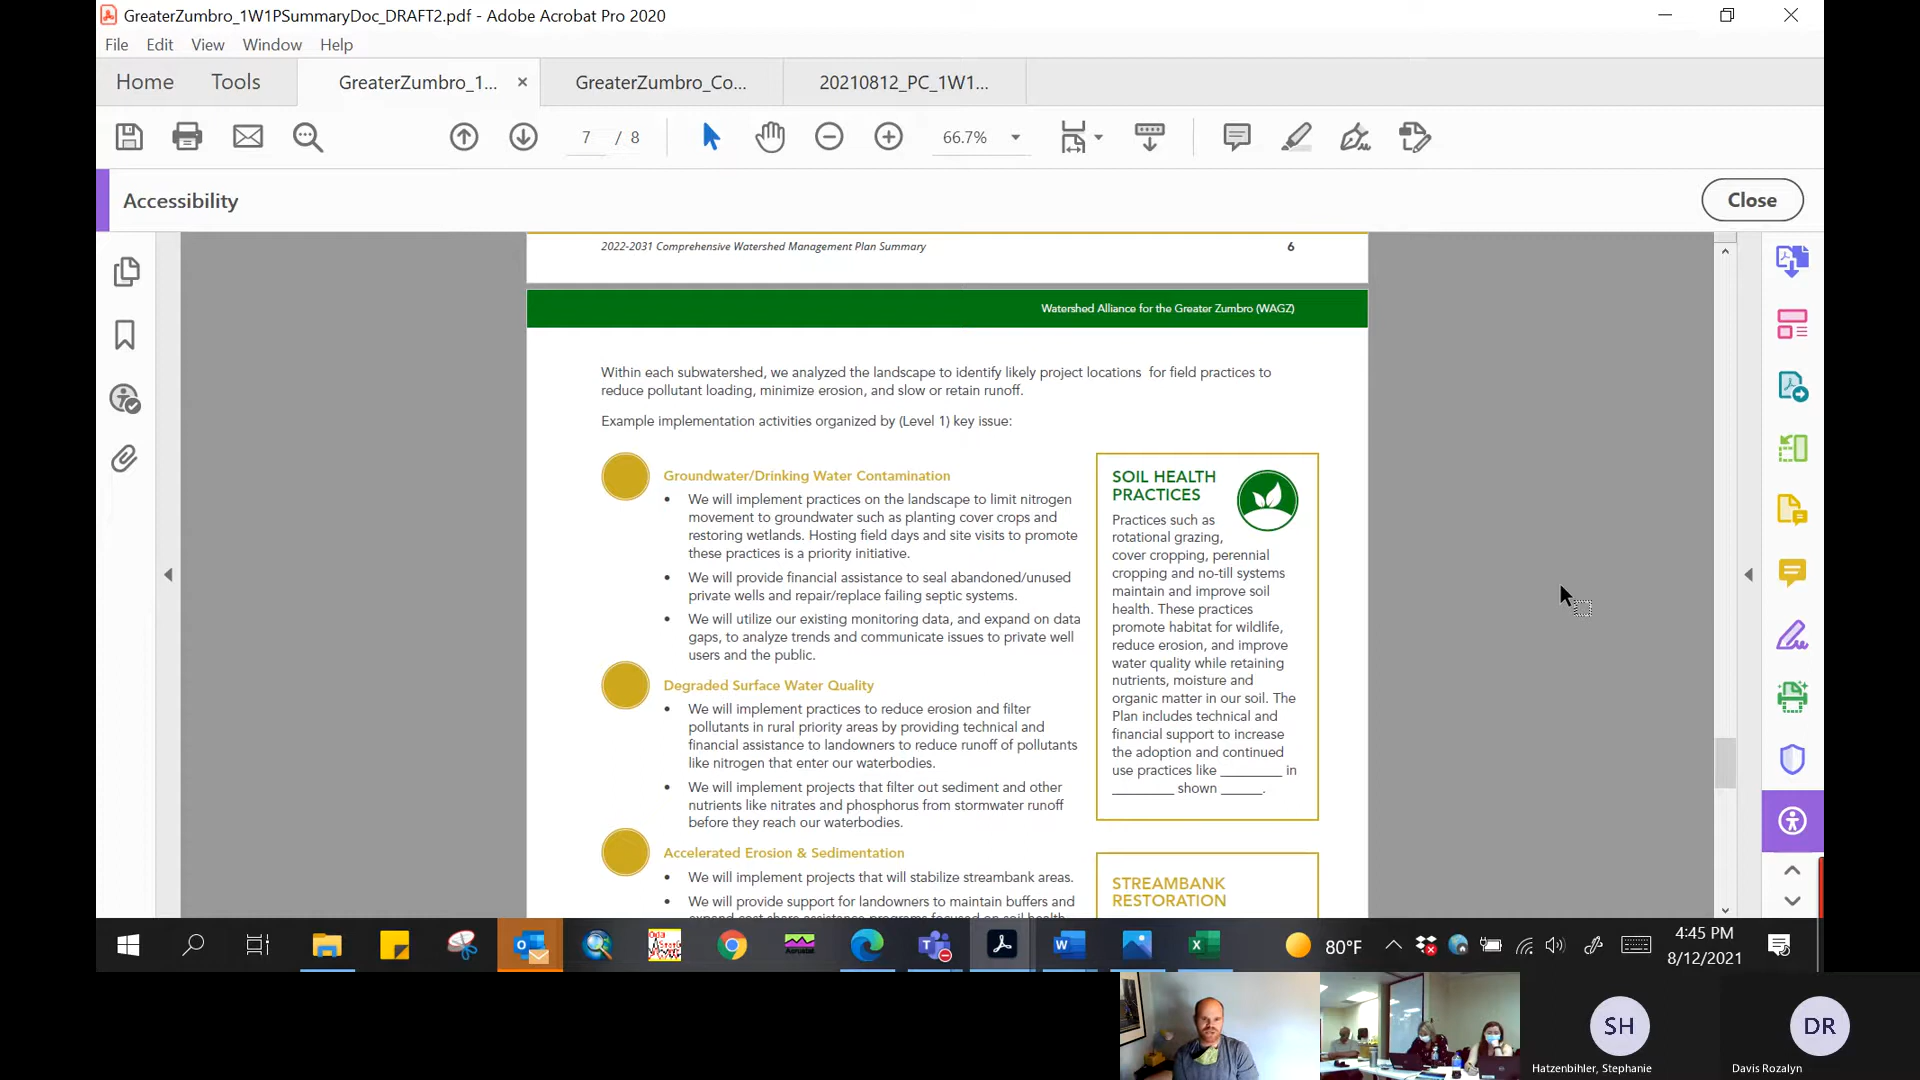 GreaterZumbro_1W1PSummaryDoc_DRAFT2.pdf - Adobe Acrobat Pro 2020
File Edit View Window Help
Home Tools GreaterZumbro_1... × GreaterZumbro_Co... 20210812_PC_1W1...
7 / 8 66.7%
Accessibility Close
2022-2031 Comprehensive Watershed Management Plan Summary 6
Watershed Alliance for the Greater Zumbro (WAGZ)
Within each subwatershed, we analyzed the landscape to identify likely project locations for field practices to
reduce pollutant loading, minimize erosion, and slow or retain runoff.
Example implementation activities organized by (Level 1) key issue:
Groundwater/Drinking Water Contamination
• We will implement practices on the landscape to limit nitrogen
movement to groundwater such as planting cover crops and
restoring wetlands. Hosting field days and site visits to promote
these practices is a priority initiative.
• We will provide financial assistance to seal abandoned/unused
private wells and repair/replace failing septic systems.
• We will utilize our existing monitoring data, and expand on data
gaps, to analyze trends and communicate issues to private well
users and the public.
Degraded Surface Water Quality
• We will implement practices to reduce erosion and filter
pollutants in rural priority areas by providing technical and
financial assistance to landowners to reduce runoff of pollutants
like nitrogen that enter our waterbodies.
• We will implement projects that filter out sediment and other
nutrients like nitrates and phosphorus from stormwater runoff
before they reach our waterbodies.
Accelerated Erosion & Sedimentation
• We will implement projects that will stabilize streambank areas.
• We will provide support for landowners to maintain buffers and
expand cost share assistance programs focused on soil health
SOIL HEALTH
PRACTICES
Practices such as
rotational grazing,
cover cropping, perennial
cropping and no-till systems
maintain and improve soil
health. These practices
promote habitat for wildlife,
reduce erosion, and improve
water quality while retaining
nutrients, moisture and
organic matter in our soil. The
Plan includes technical and
financial support to increase
the adoption and continued
use practices like ________ in
________ shown ______.
STREAMBANK
RESTORATION
80°F
4:45 PM
8/12/2021
SH
DR
Hatzenbihler, Stephanie
Davis Rozalyn